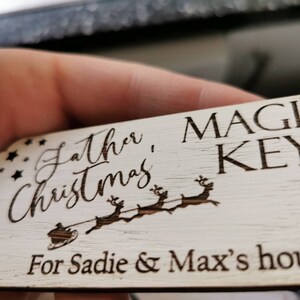 Father
Christmas,
MAGI
KEY
For Sadie & Max's hou